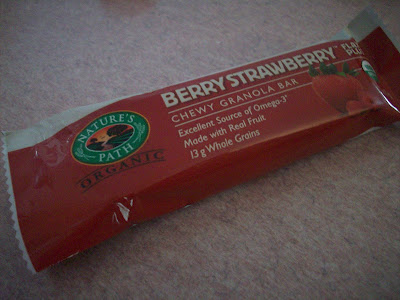 NATURE'S
PATH
ORGANIC
BERRY STRAWBERRY
CHEWY GRANOLA BAR
Excellent Source of Omega-3*
Made with Real Fruit
13 g Whole Grains